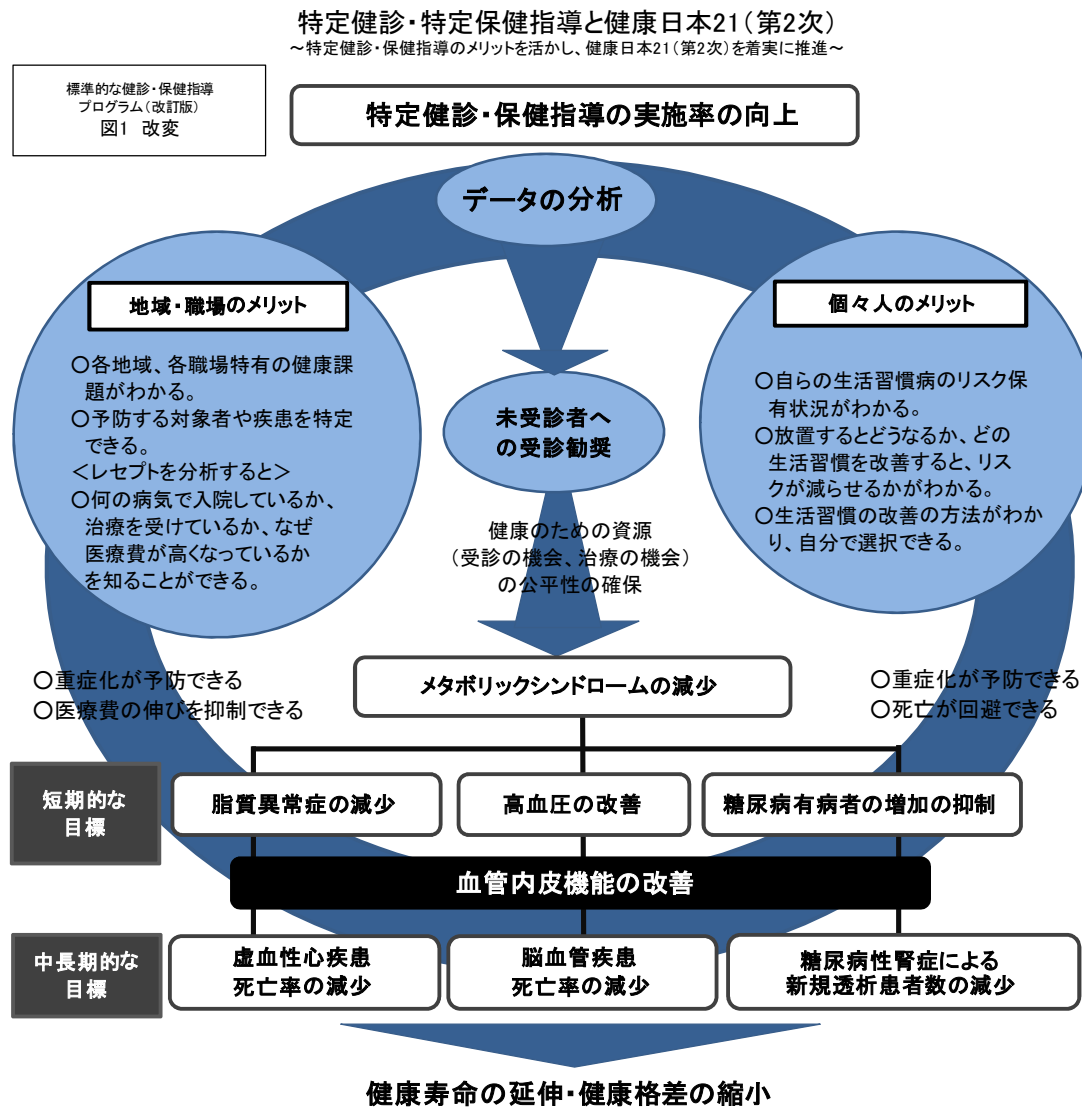 特定健診・特定保健指導と健康日本21(第2次)
～特定健診・保健指導のメリットを活かし、健康日本21(第2次)を着実に推進～
標準的な健診・保健指導
プログラム(改訂版)
図1 改変
特定健診・保健指導の実施率の向上
データの分析
地域・職場のメリット
○各地域、各職場特有の健康課
題がわかる。
○予防する対象者や疾患を特定
できる。
＜レセプトを分析すると＞
○何の病気で入院しているか、
治療を受けているか、なぜ
医療費が高くなっているか
を知ることができる。
未受診者へ
の受診勧奨
個々人のメリット
○自らの生活習慣病のリスク保
有状況がわかる。
○放置するとどうなるか、どの
生活習慣を改善すると、リス
クが減らせるかがわかる。
○生活習慣の改善の方法がわか
り、自分で選択できる。
健康のための資源
(受診の機会、治療の機会)
の公平性の確保
○重症化が予防できる
○医療費の伸びを抑制できる
メタボリックシンドロームの減少
○重症化が予防できる
○死亡が回避できる
短期的な
目標
脂質異常症の減少
高血圧の改善
糖尿病有病者の増加の抑制
血管内皮機能の改善
中長期的な
目標
虚血性心疾患
死亡率の減少
脳血管疾患
死亡率の減少
糖尿病性腎症による
新規透析患者数の減少
健康寿命の延伸・健康格差の縮小